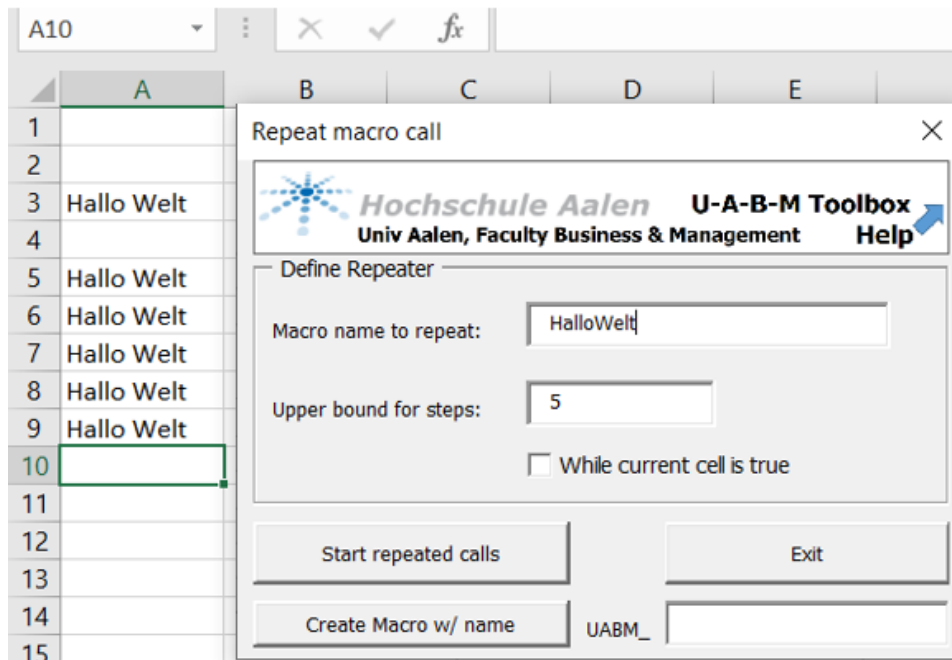 A10
fx
A B C D E
1
2
3 Hallo Welt
4
5 Hallo Welt
6 Hallo Welt
7 Hallo Welt
8 Hallo Welt
9 Hallo Welt
10
11
12
13
14
15
Repeat macro call
Hochschule Aalen U-A-B-M Toolbox
Univ Aalen, Faculty Business & Management Help
Define Repeater
Macro name to repeat: HalloWelt
Upper bound for steps: 5
While current cell is true
Start repeated calls Exit
Create Macro w/ name UABM_